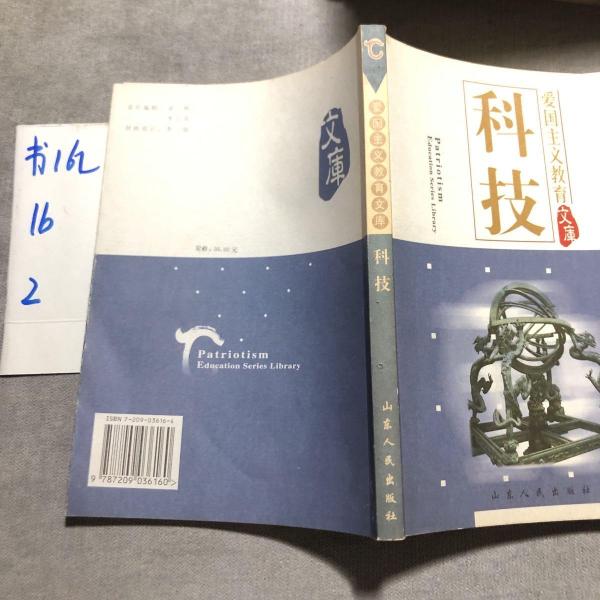 书162
16
2
文庫
Patriotism
Education Series Library
ISBN 7-209-03616-4
9 787209 036160 >
爱国主义教育文库
科技
山东人民出版社
爱国主义教育
文庫
科技
Patriotism
Education Series Library
山东人民出版社